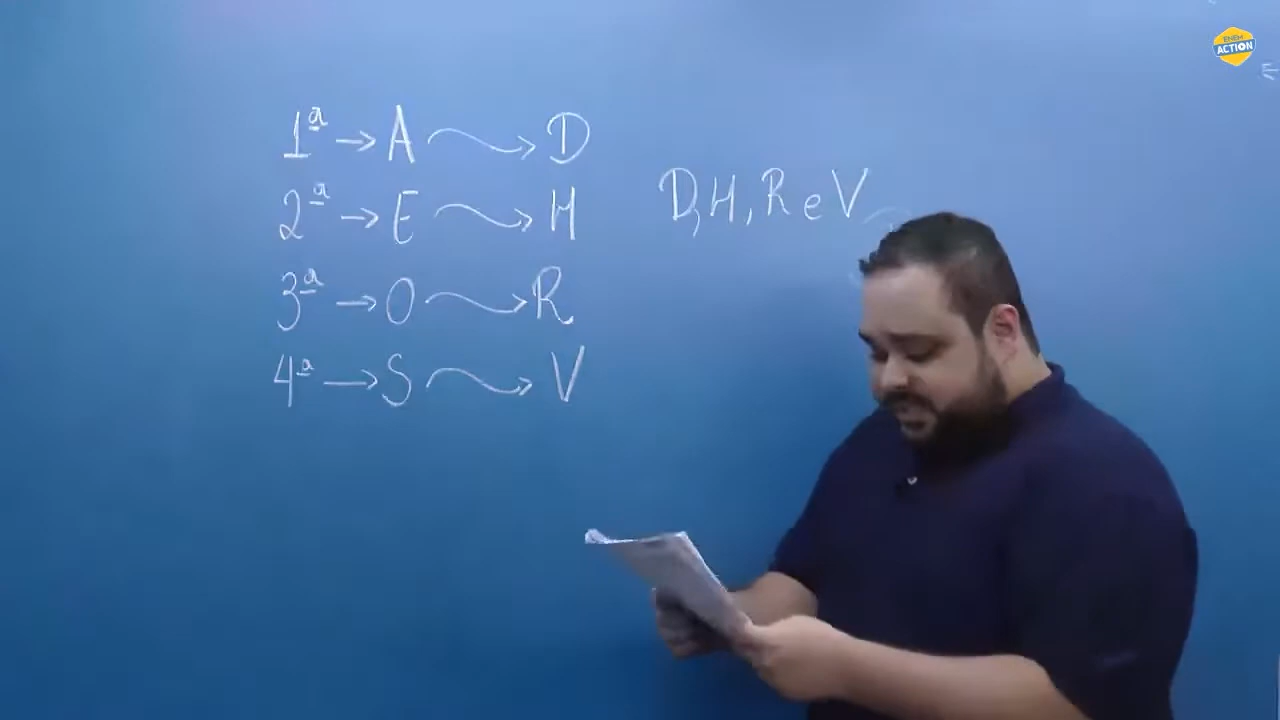 1ª → A → D
2ª → E → H
3ª → O → R
4ª → S → V
D, H, R e V
ENEM
ACTION